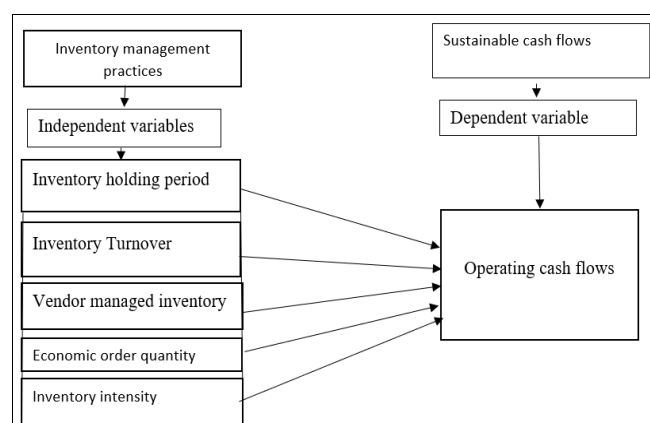 Inventory management
practices
Independent variables
Inventory holding period
Inventory Turnover
Vendor managed inventory
Economic order quantity
Inventory intensity
Sustainable cash flows
Dependent variable
Operating cash flows